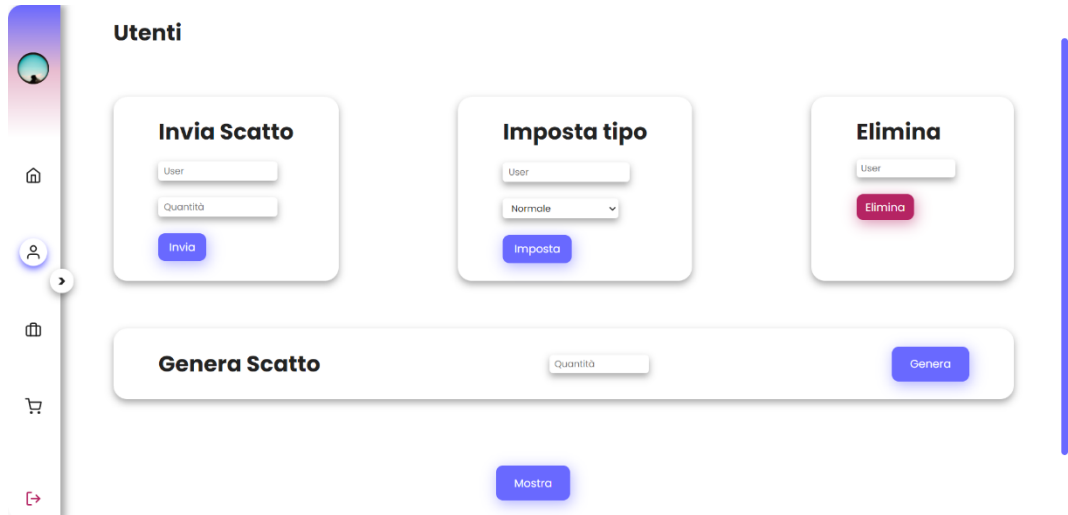 Utenti
Invia Scatto
User
Quantità
Invia
Imposta tipo
User
Normale
Imposta
Elimina
User
Elimina
Genera Scatto
Quantità
Genera
Mostra